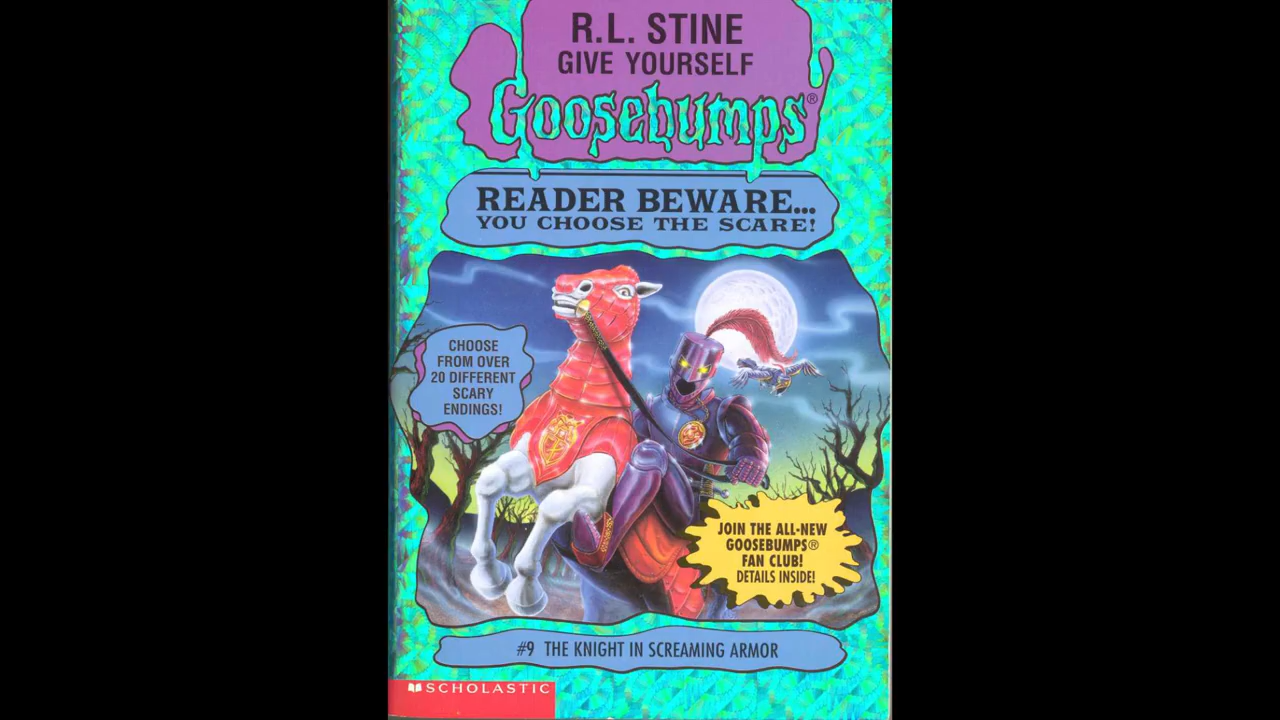 R.L. STINE
GIVE YOURSELF
Goosebumps®
READER BEWARE...
YOU CHOOSE THE SCARE!
CHOOSE
FROM OVER
20 DIFFERENT
SCARY
ENDINGS!
JOIN THE ALL-NEW
GOOSEBUMPS®
FAN CLUB!
DETAILS INSIDE!
#9 THE KNIGHT IN SCREAMING ARMOR
SCHOLASTIC